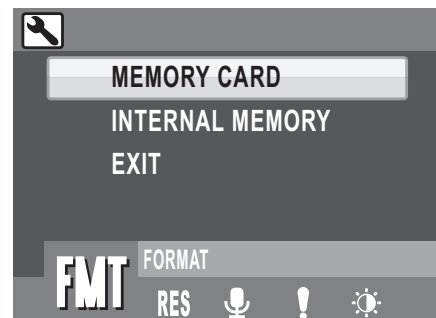 MEMORY CARD
INTERNAL MEMORY
EXIT
FMT FORMAT
RES !